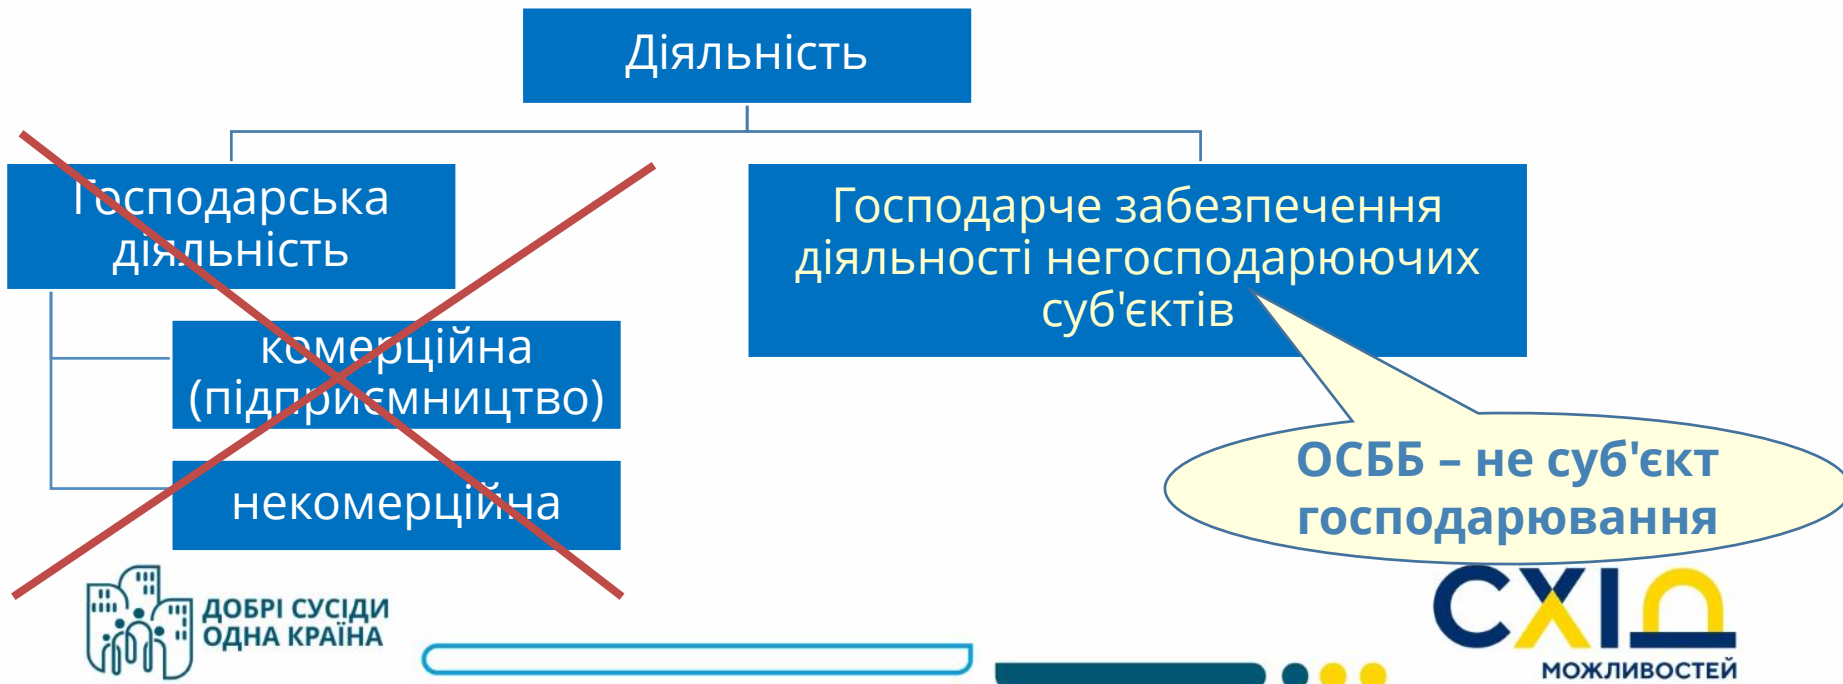 Діяльність
Господарська
діяльність
комерційна
(підприємництво)
некомерційна
Господарче забезпечення
діяльності негосподарюючих
суб'єктів
ОСББ – не суб'єкт
господарювання
ДОБРІ СУСІДИ
ОДНА КРАЇНА
СХІД
МОЖЛИВОСТЕЙ